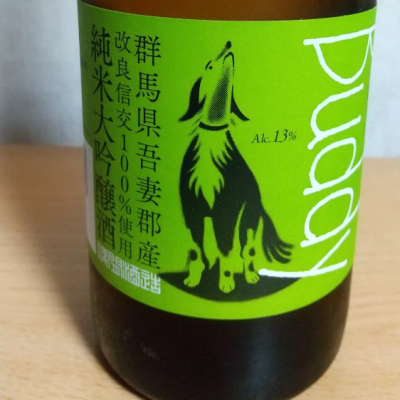 群馬県吾妻郡産
改良信交100%使用
純米大吟醸酒
Alc.13%
buddy